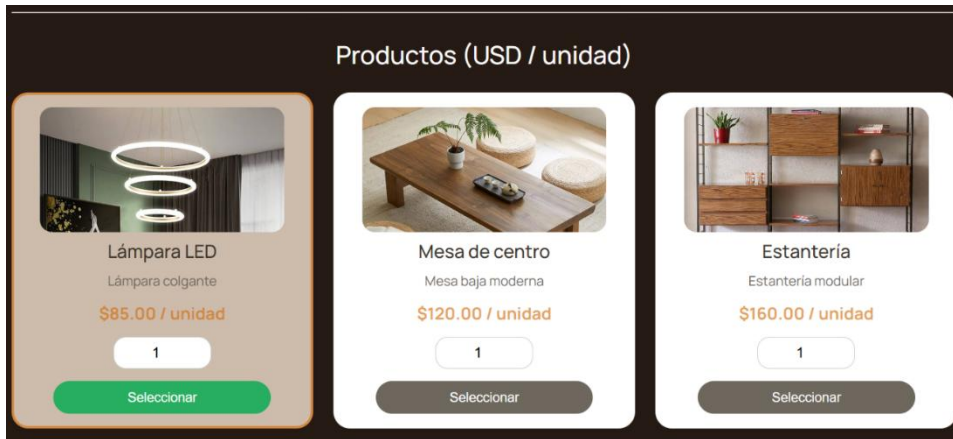 Productos (USD / unidad)
Lámpara LED
Lámpara colgante
$85.00 / unidad
1
Seleccionar
Mesa de centro
Mesa baja moderna
$120.00 / unidad
1
Seleccionar
Estantería
Estantería modular
$160.00 / unidad
1
Seleccionar